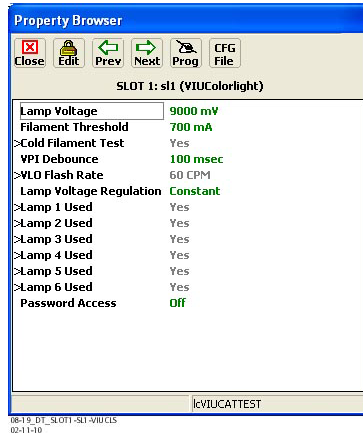 Property Browser
Close Edit Prev Next Prog CFG File
SLOT 1: sl1 (VIUColorlight)
Lamp Voltage 9000 mV
Filament Threshold 700 mA
>Cold Filament Test Yes
VPI Debounce 100 msec
>VLO Flash Rate 60 CPM
Lamp Voltage Regulation Constant
>Lamp 1 Used Yes
>Lamp 2 Used Yes
>Lamp 3 Used Yes
>Lamp 4 Used Yes
>Lamp 5 Used Yes
>Lamp 6 Used Yes
Password Access Off
lcVIUCATTEST
08-19_DT_SLOT1-SL1-VIUCLS
02-11-10